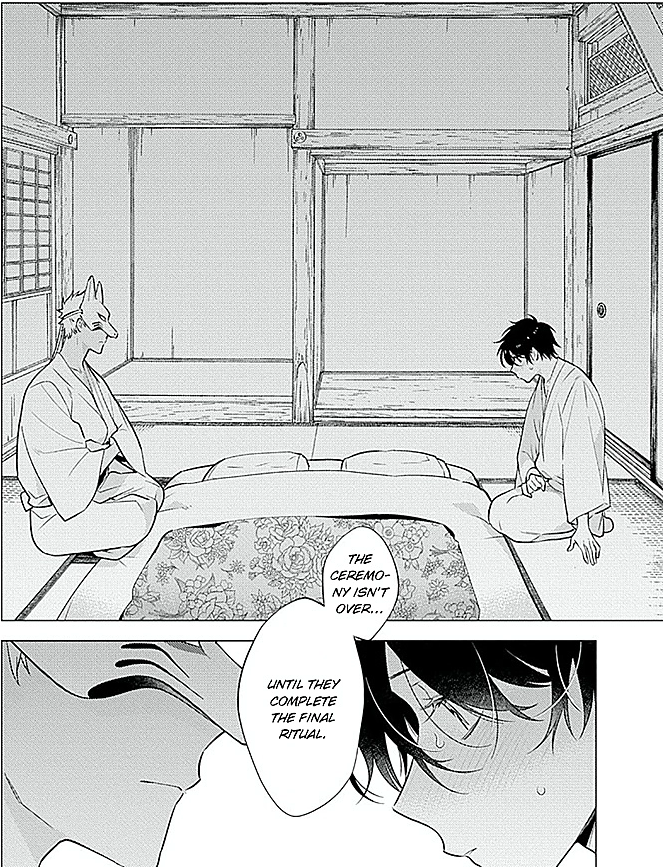 THE
CEREMO-
NY ISN'T
OVER...
UNTIL THEY
COMPLETE
THE FINAL
RITUAL.